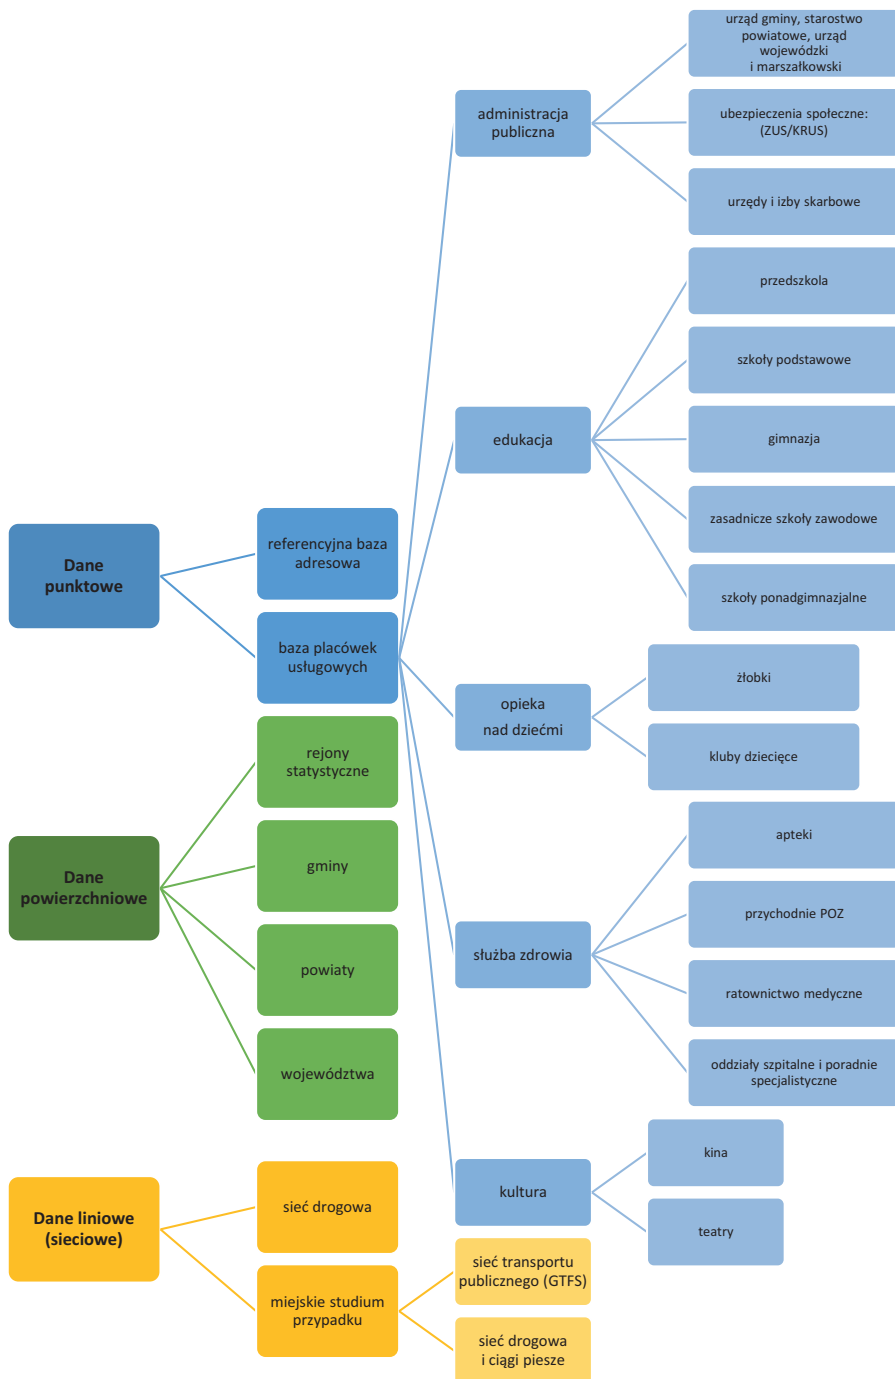 Dane
punktowe
referencyjna baza
adresowa
baza placówek
usługowych
administracja
publiczna
urząd gminy, starostwo
powiatowe, urząd
wojewódzki
i marszałkowski
ubezpieczenia społeczne:
(ZUS/KRUS)
urzędy i izby skarbowe
edukacja
przedszkola
szkoły podstawowe
gimnazja
zasadnicze szkoły zawodowe
szkoły ponadgimnazjalne
opieka
nad dziećmi
żłobki
kluby dziecięce
służba zdrowia
apteki
przychodnie POZ
ratownictwo medyczne
oddziały szpitalne i poradnie
specjalistyczne
kultura
kina
teatry
Dane
powierzchniowe
rejony
statystyczne
gminy
powiaty
województwa
Dane liniowe
(sieciowe)
sieć drogowa
miejskie studium
przypadku
sieć transportu
publicznego (GTFS)
sieć drogowa
i ciągi piesze